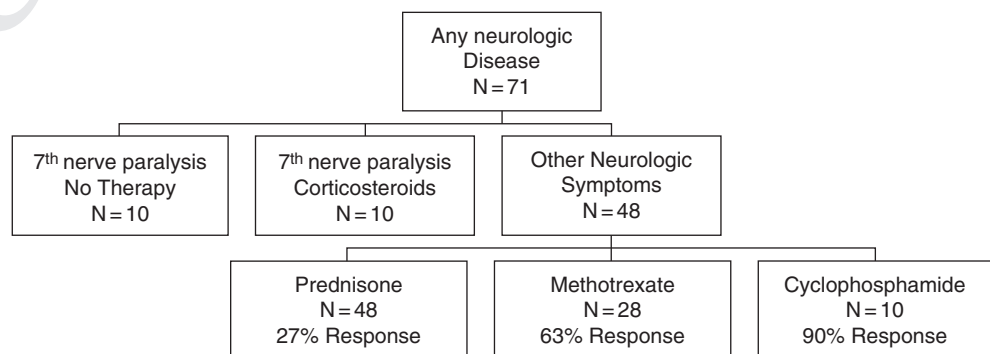 Any neurologic
Disease
N = 71
7th nerve paralysis
No Therapy
N = 10
7th nerve paralysis
Corticosteroids
N = 10
Other Neurologic
Symptoms
N = 48
Prednisone
N = 48
27% Response
Methotrexate
N = 28
63% Response
Cyclophosphamide
N = 10
90% Response